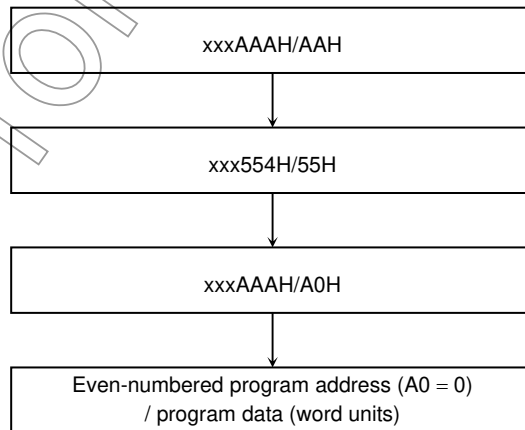 xxxAAAH/AAH
xxx554H/55H
xxxAAAH/A0H
Even-numbered program address (A0 = 0)
/ program data (word units)